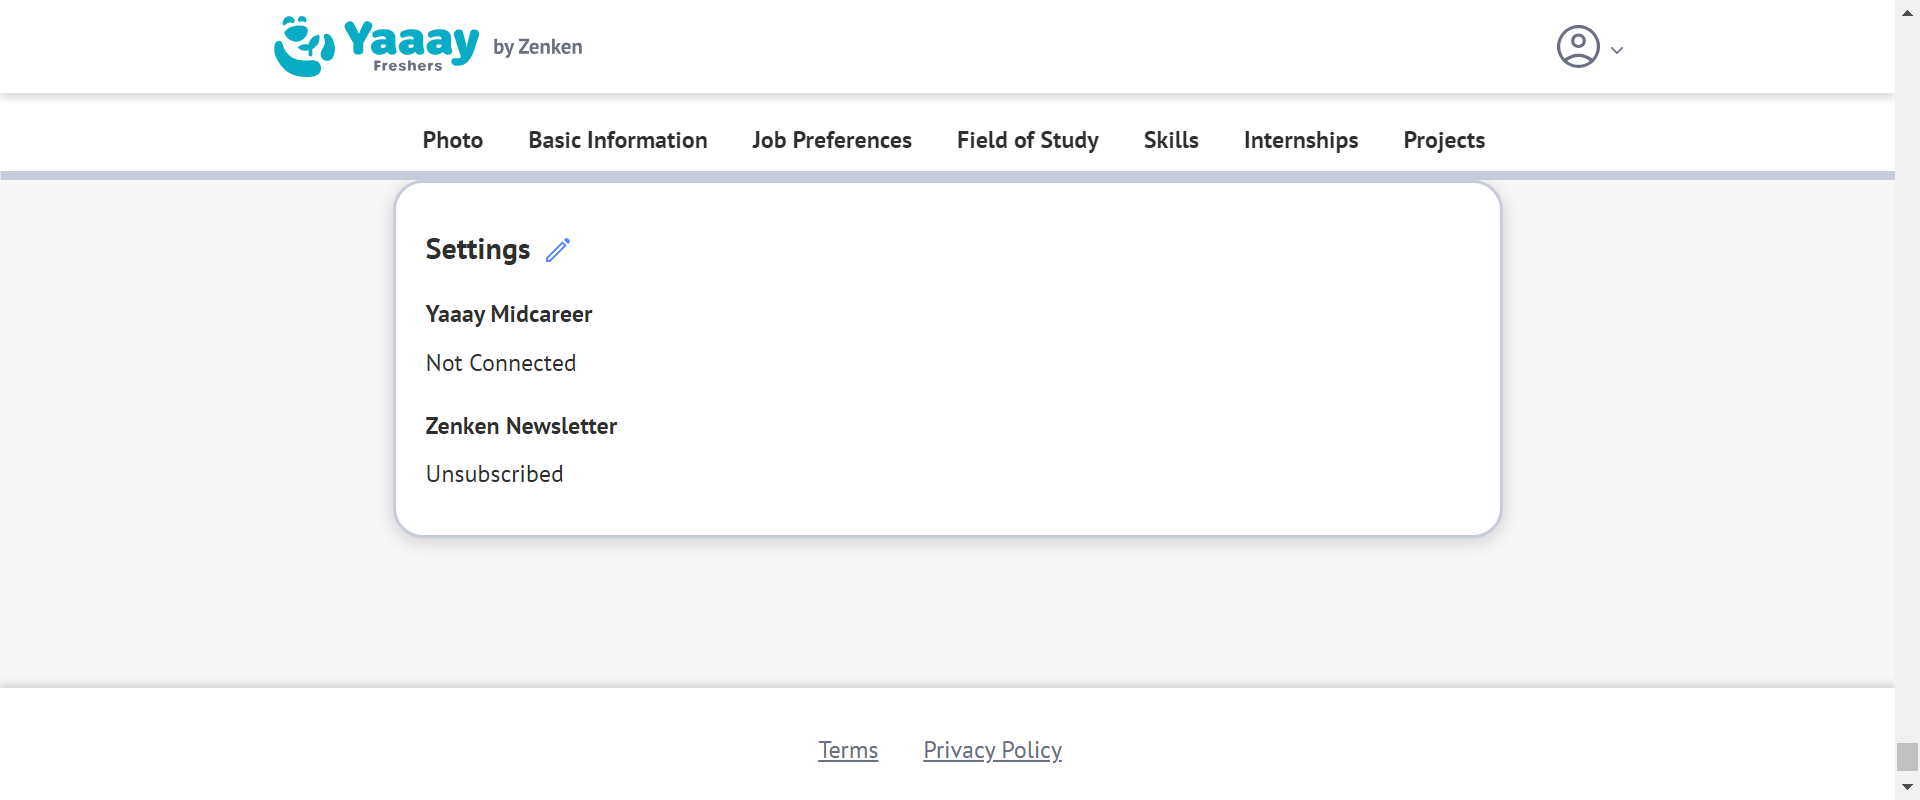 Yaaay
Freshers
by Zenken
Photo Basic Information Job Preferences Field of Study Skills Internships Projects
Settings
Yaaay Midcareer
Not Connected
Zenken Newsletter
Unsubscribed
Terms Privacy Policy